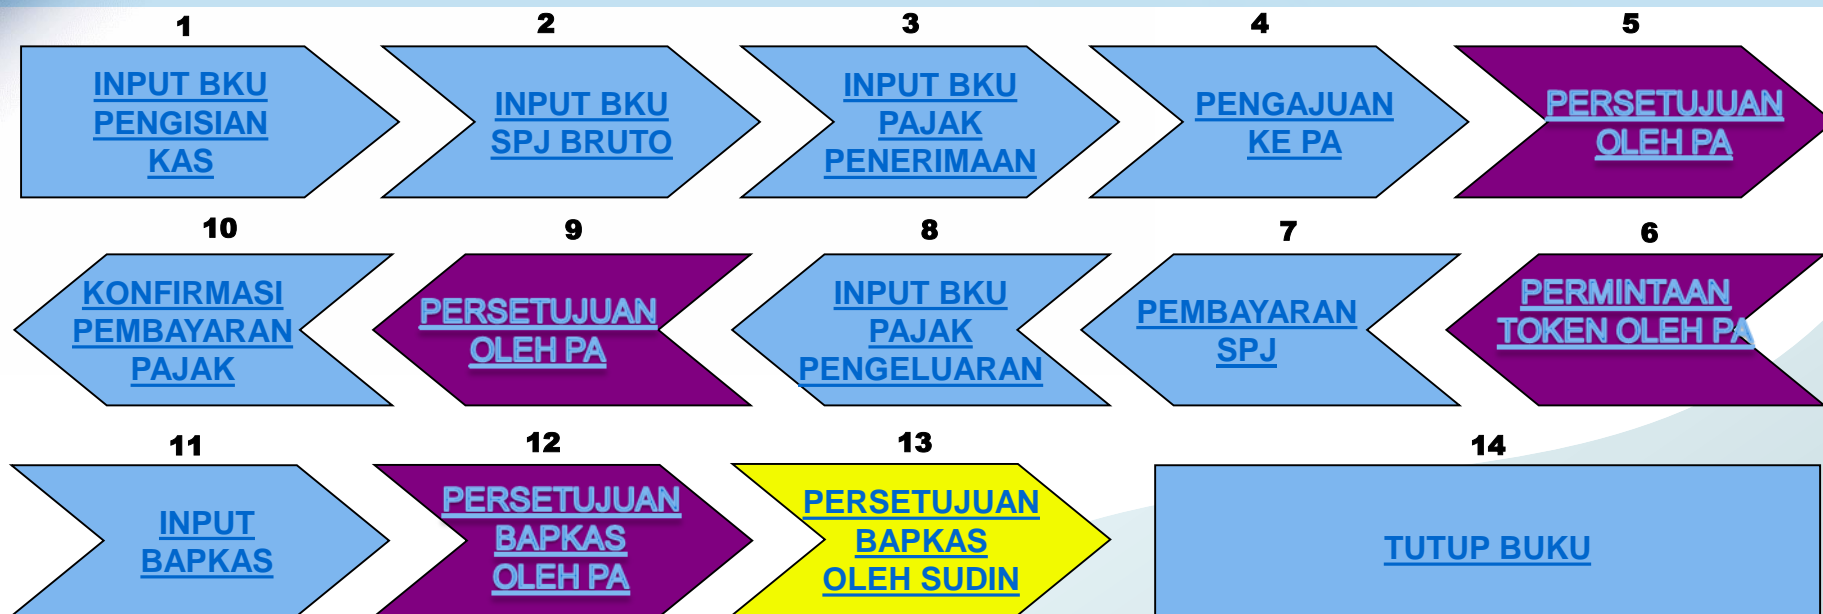 1
INPUT BKU
PENGISIAN
KAS
2
INPUT BKU
SPJ BRUTO
3
INPUT BKU
PAJAK
PENERIMAAN
4
PENGAJUAN
KE PA
5
PERSETUJUAN
OLEH PA
6
PERMINTAAN
TOKEN OLEH PA
7
PEMBAYARAN
SPJ
8
INPUT BKU
PAJAK
PENGELUARAN
9
PERSETUJUAN
OLEH PA
10
KONFIRMASI
PEMBAYARAN
PAJAK
11
INPUT
BAPKAS
12
PERSETUJUAN
BAPKAS
OLEH PA
13
PERSETUJUAN
BAPKAS
OLEH SUDIN
14
TUTUP BUKU